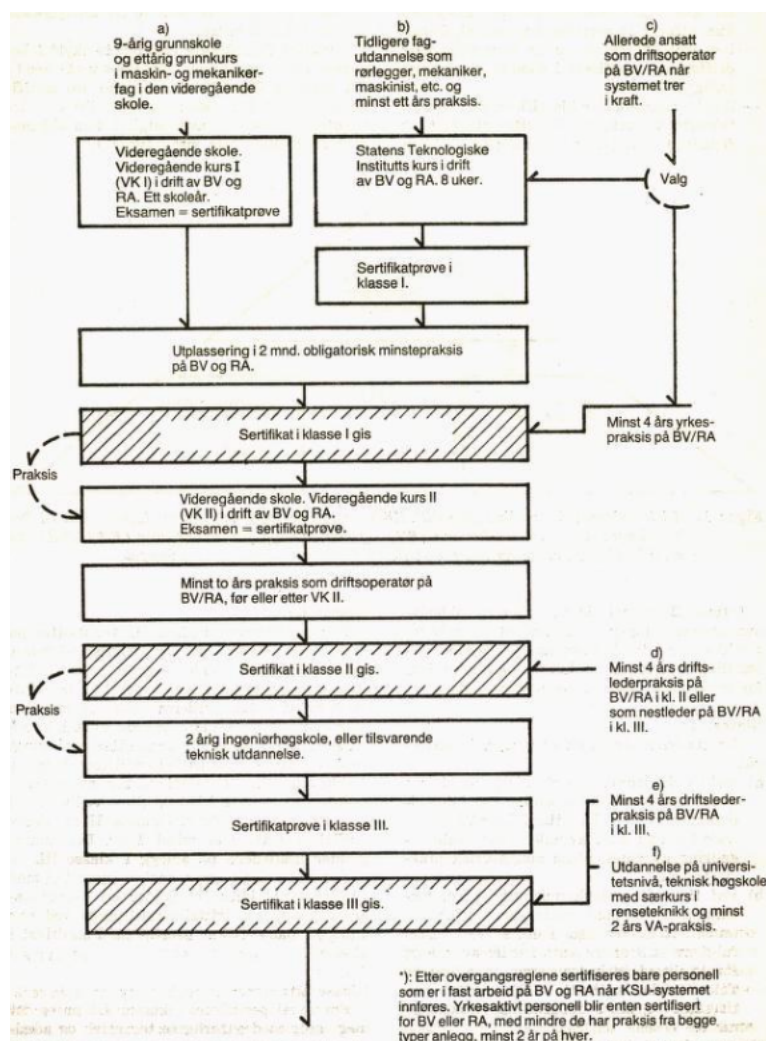 a)
9-årig grunnskole
og ettårig grunnkurs
i maskin- og mekaniker-
fag i den videregående
skole.
b)
Tidligere fag-
utdannelse som
rørlegger, mekaniker,
maskinist, etc. og
minst ett års praksis.
c)
Allerede ansatt
som driftsoperatør
på BV/RA når
systemet trer
i kraft.
Videregående skole.
Videregående kurs I
(VK I) i drift av BV og
RA. Ett skoleår.
Eksamen = sertifikatprøve
Statens Teknologiske
Institutts kurs i drift
av BV og RA. 8 uker.
Valg
Sertifikatprøve i
klasse I.
Utplassering i 2 mnd. obligatorisk minstepraksis
på BV og RA.
Sertifikat i klasse I gis
Minst 4 års yrkes-
praksis på BV/RA
Praksis
Videregående skole. Videregående kurs II
(VK II) i drift av BV og RA.
Eksamen = sertifikatprøve.
Minst to års praksis som driftsoperatør på
BV/RA, før eller etter VK II.
Sertifikat i klasse II gis.
d)
Minst 4 års drifts-
lederpraksis på
BV/RA i kl. II eller
som nestleder på BV/RA
i kl. III.
Praksis
2 årig ingeniørhøgskole, eller tilsvarende
teknisk utdannelse.
Sertifikatprøve i klasse III.
e)
Minst 4 års driftsleder-
praksis på BV/RA
i kl. III.
f)
Utdannelse på universi-
tetsnivå, teknisk høgskole
med særkurs i
renseteknikk og minst
2 års VA-praksis.
Sertifikat i klasse III gis.
*): Etter overgangsreglene sertifiseres bare personell
som er i fast arbeid på BV og RA når KSU-systemet
innføres. Yrkesaktivt personell blir enten sertifisert
for BV eller RA, med mindre de har praksis fra begge
typer anlegg, minst 2 år på hver.